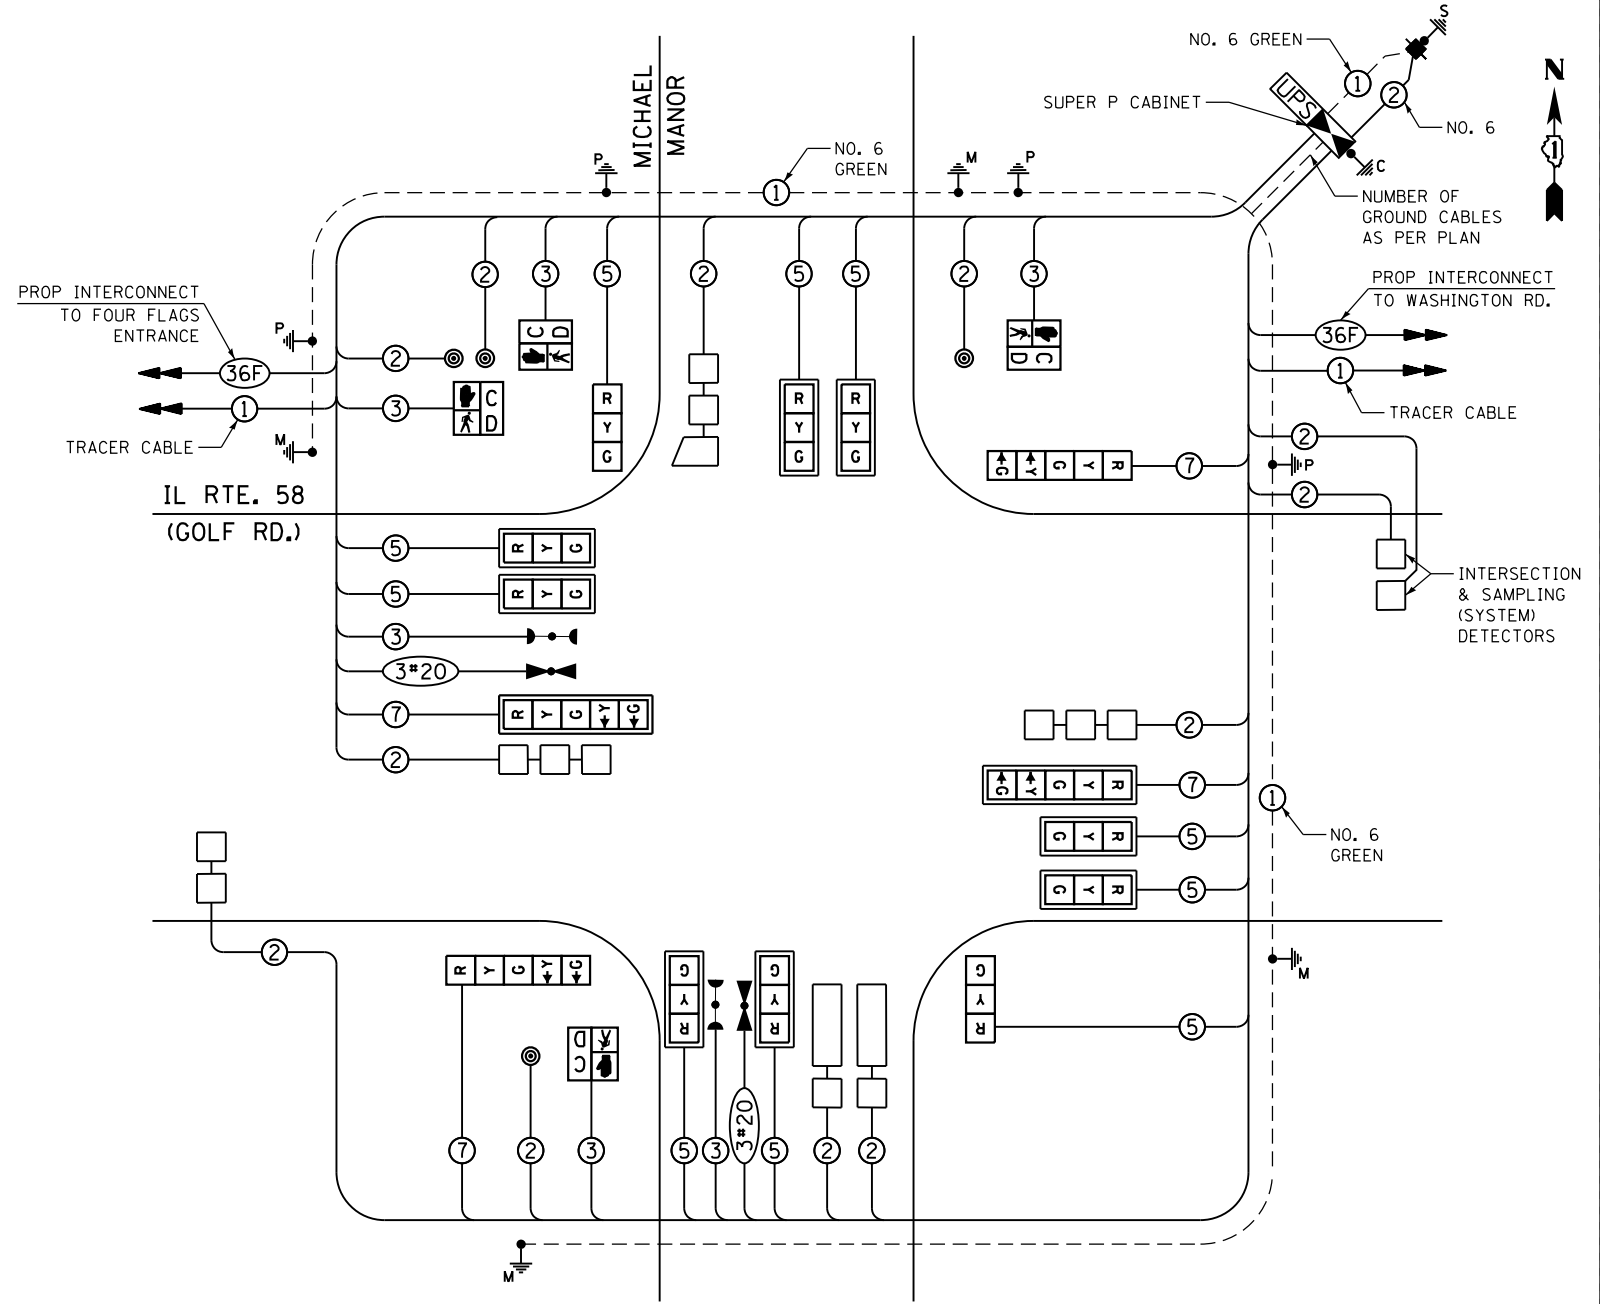 S
NO. 6 GREEN
N
1
2
UPS
SUPER P CABINET
NO. 6
MICHAEL
MANOR
1
P
NO. 6
GREEN
M
P
C
1
NUMBER OF
GROUND CABLES
AS PER PLAN
2
3
5
2
5
5
2
3
PROP INTERCONNECT
TO WASHINGTON RD.
PROP INTERCONNECT
TO FOUR FLAGS
ENTRANCE
P
C D
C D
36F
2
36F
1
1
3
C
D
TRACER CABLE
TRACER CABLE
M
R
Y
G
R
Y
G
R
Y
G
2
G Y G Y R
7
P
2
IL RTE. 58
(GOLF RD.)
5
R Y G
5
R Y G
INTERSECTION
& SAMPLING
(SYSTEM)
DETECTORS
3
3#20
7
R Y G Y G
2
2
G Y G Y R
7
1
G Y R
5
NO. 6
GREEN
G Y R
5
2
R Y G Y G
G
Y
R
G
Y
R
G
Y
R
M
5
D
C
3#20
7
2
3
5
3
5
2
2
M